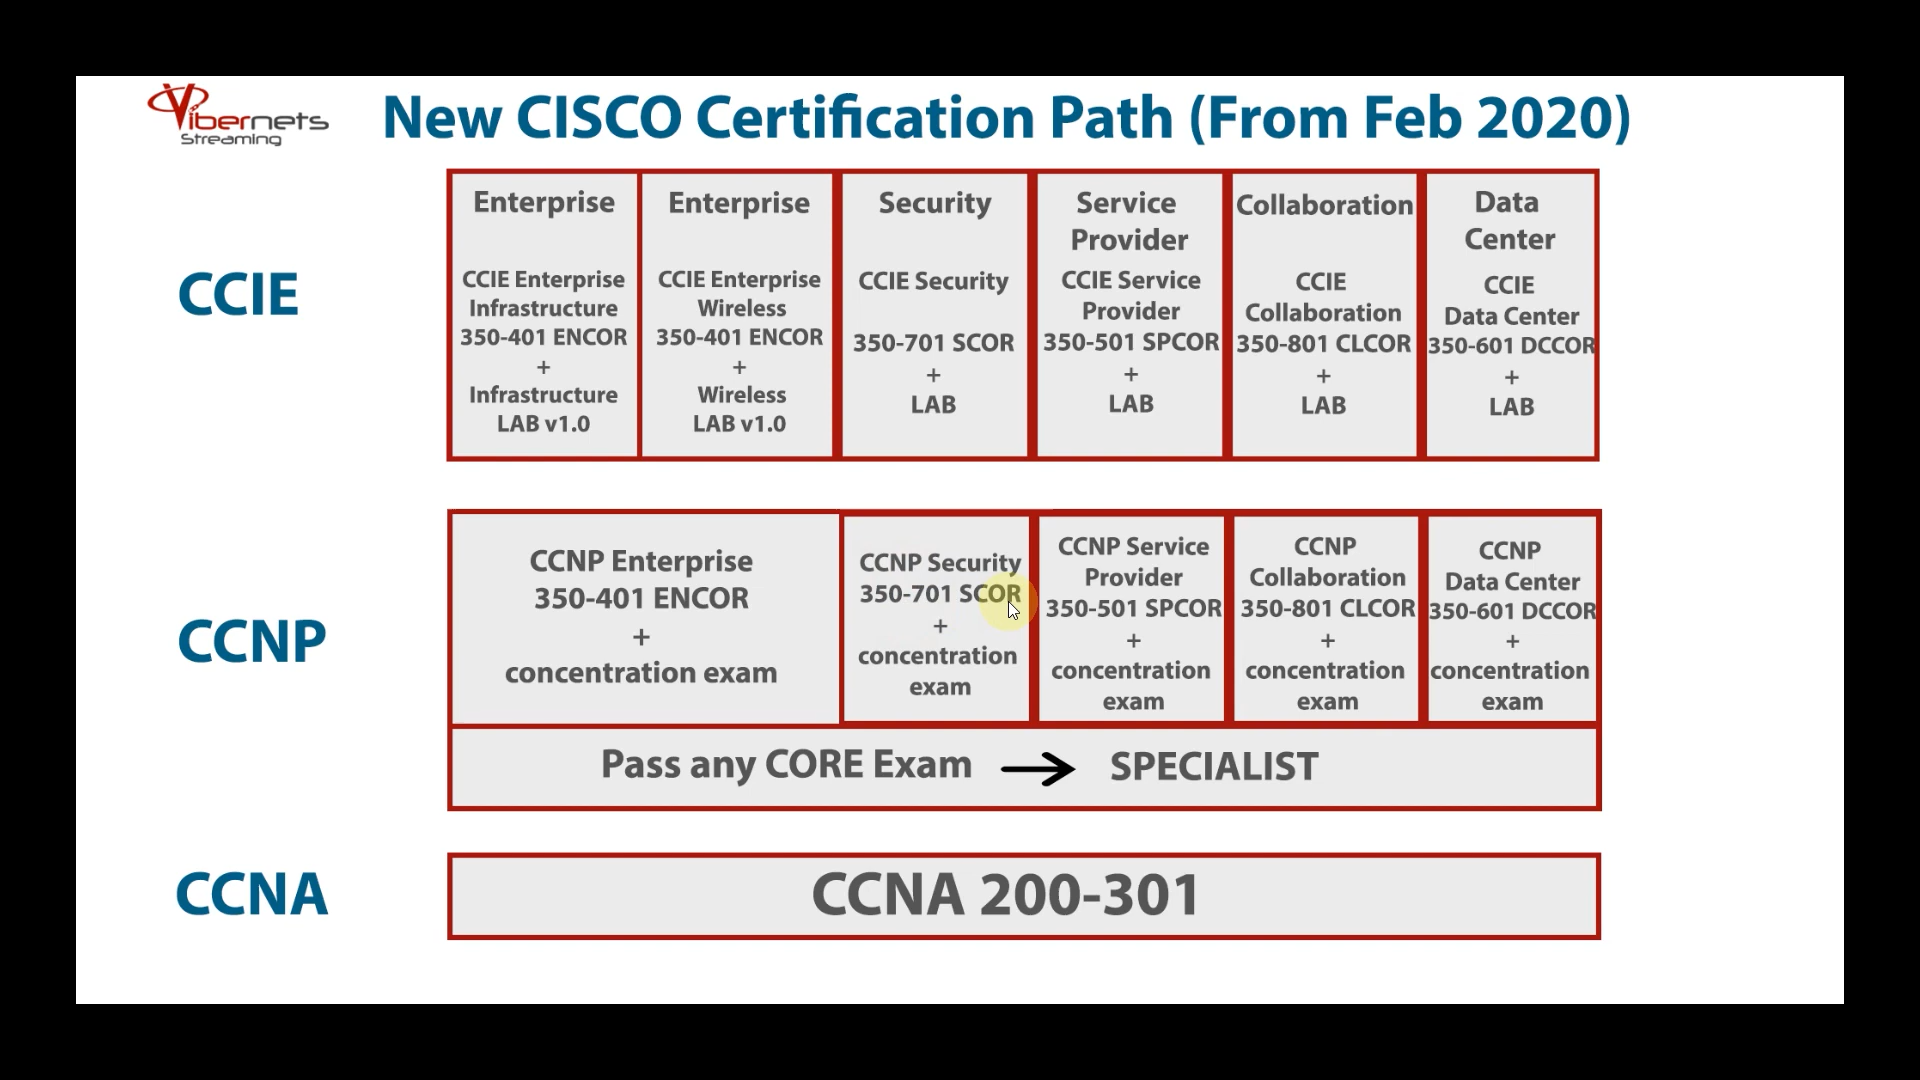 Vibernets
Streaming
New CISCO Certification Path (From Feb 2020)
CCIE
Enterprise
CCIE Enterprise
Infrastructure
350-401 ENCOR
+
Infrastructure
LAB v1.0
Enterprise
CCIE Enterprise
Wireless
350-401 ENCOR
+
Wireless
LAB v1.0
Security
CCIE Security
350-701 SCOR
+
LAB
Service
Provider
CCIE Service
Provider
350-501 SPCOR
+
LAB
Collaboration
CCIE
Collaboration
350-801 CLCOR
+
LAB
Data
Center
CCIE
Data Center
350-601 DCCOR
+
LAB
CCNP
CCNP Enterprise
350-401 ENCOR
+
concentration exam
CCNP Security
350-701 SCOR
+
concentration
exam
CCNP Service
Provider
350-501 SPCOR
+
concentration
exam
CCNP
Collaboration
350-801 CLCOR
+
concentration
exam
CCNP
Data Center
350-601 DCCOR
+
concentration
exam
Pass any CORE Exam → SPECIALIST
CCNA
CCNA 200-301